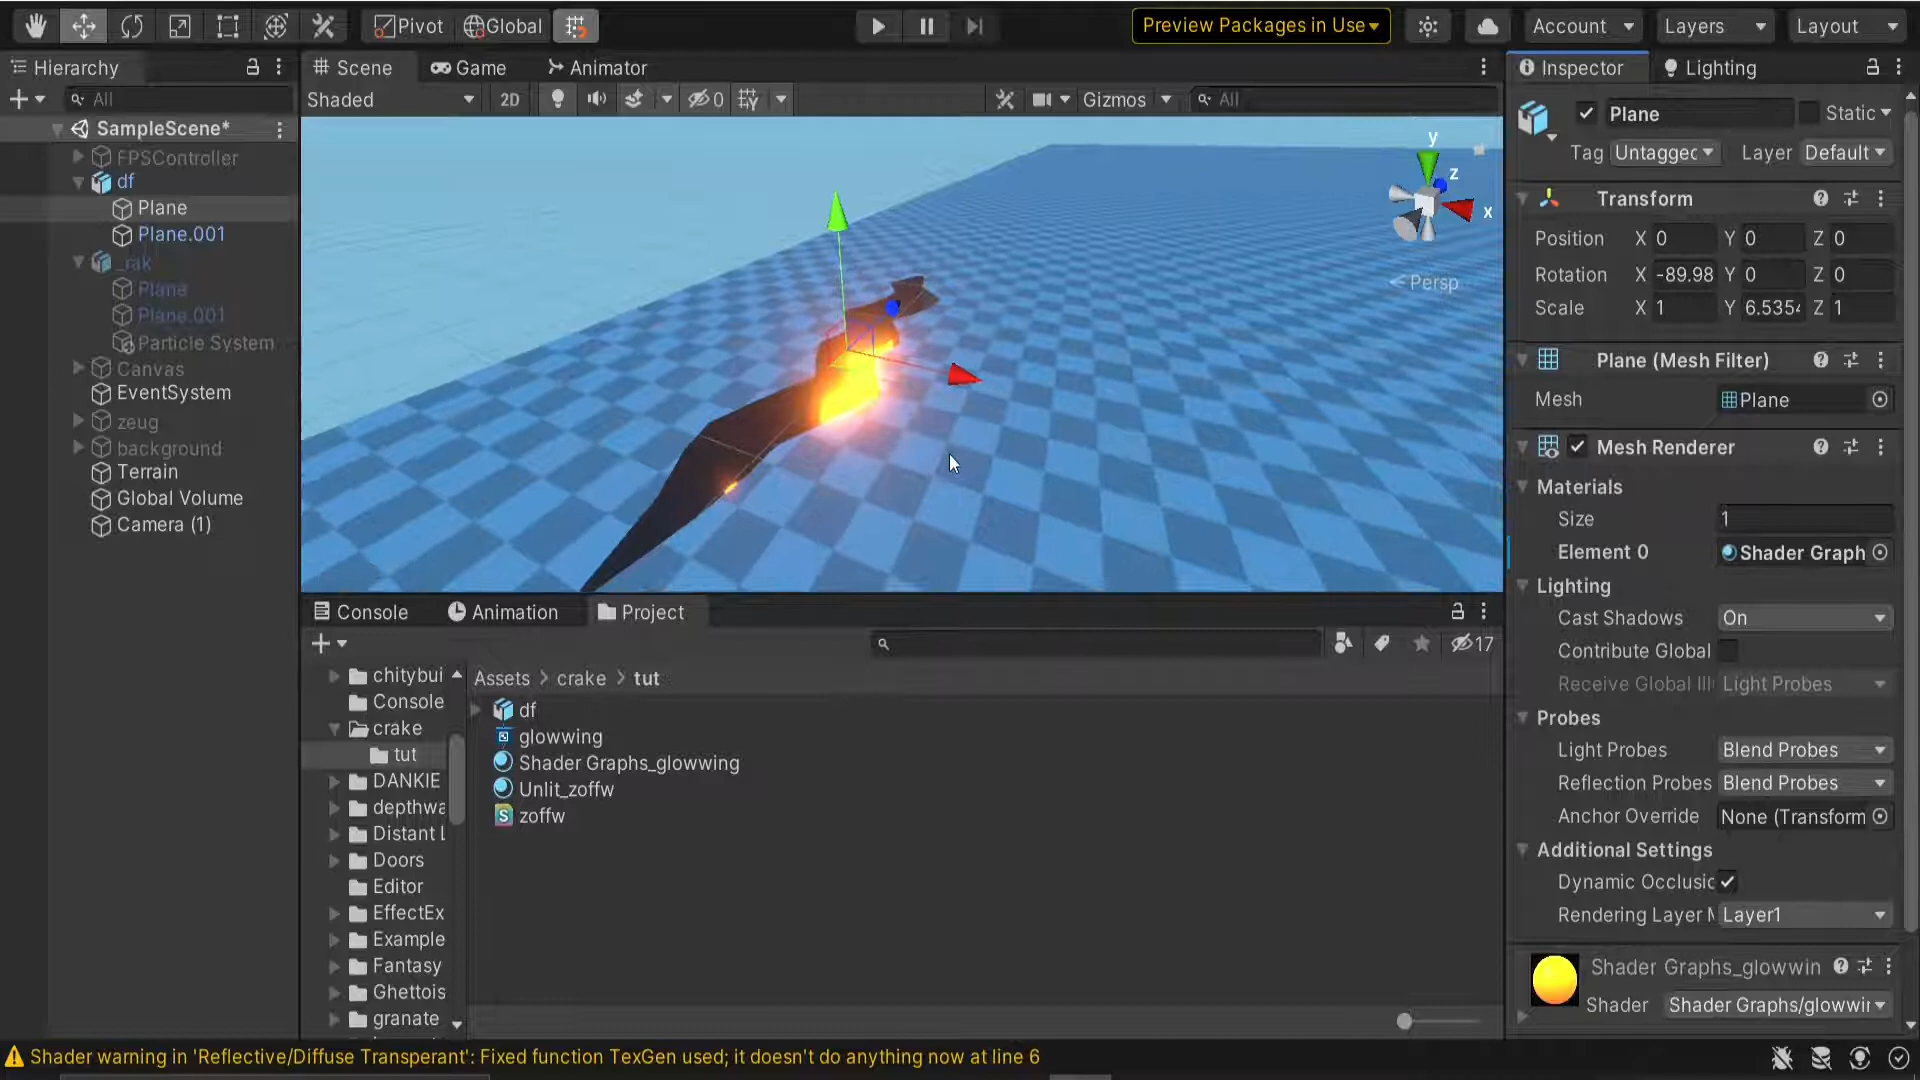 Pivot Global Preview Packages in Use Account Layers Layout
Hierarchy
All
SampleScene*
FPSController
df
Plane
Plane.001
_rak
Plane
Plane.001
Particle System
Canvas
EventSystem
zeug
background
Terrain
Global Volume
Camera (1)
Scene Game Animator
Shaded 2D 0 Gizmos All
y
z
x
Persp
Console Animation Project
17
chitybui
Console
crake
tut
DANKIE
depthwa
Distant L
Doors
Editor
EffectEx
Example
Fantasy
Ghettois
granate
Assets > crake > tut
df
glowwing
Shader Graphs_glowwing
Unlit_zoffw
zoffw
Inspector Lighting
Plane Static
Tag Untaggec Layer Default
Transform
Position X 0 Y 0 Z 0
Rotation X -89.98 Y 0 Z 0
Scale X 1 Y 6.5354 Z 1
Plane (Mesh Filter)
Mesh Plane
Mesh Renderer
Materials
Size 1
Element 0 Shader Graph
Lighting
Cast Shadows On
Contribute Global
Receive Global Ill Light Probes
Probes
Light Probes Blend Probes
Reflection Probes Blend Probes
Anchor Override None (Transform
Additional Settings
Dynamic Occlusic
Rendering Layer M Layer1
Shader Graphs_glowwin
Shader Shader Graphs/glowwin
Shader warning in 'Reflective/Diffuse Transperant': Fixed function TexGen used; it doesn't do anything now at line 6